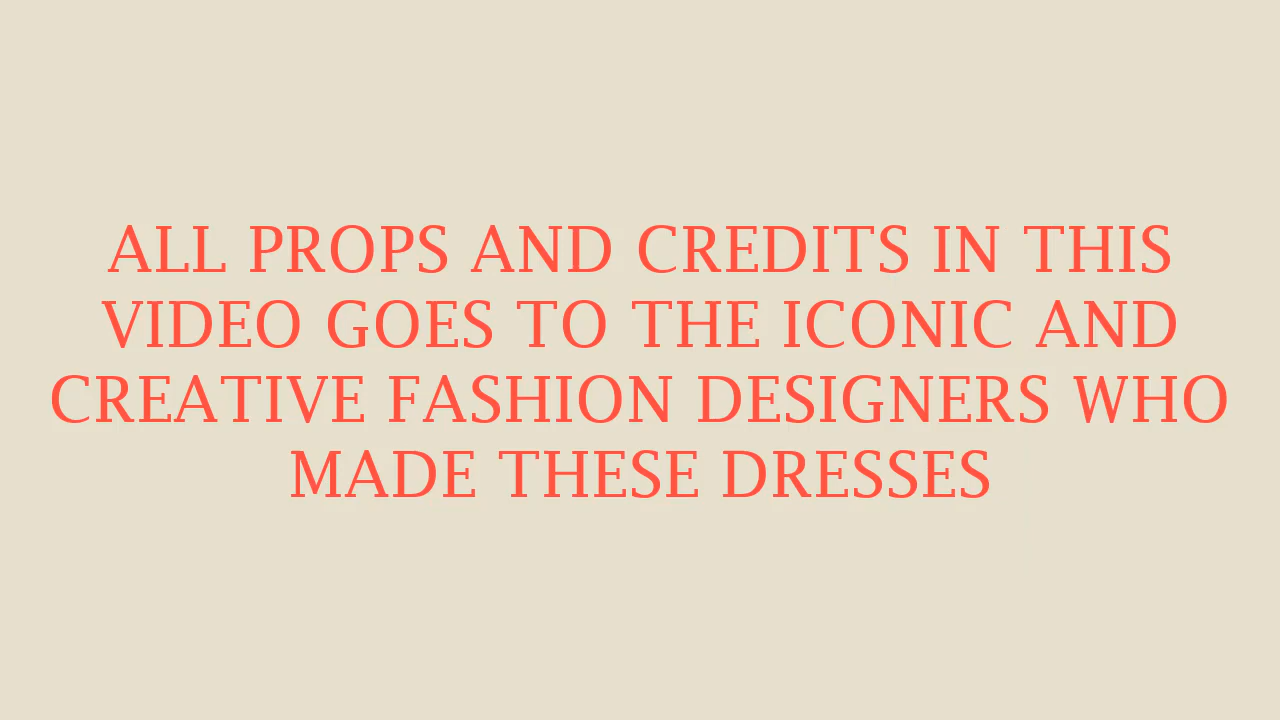 ALL PROPS AND CREDITS IN THIS
VIDEO GOES TO THE ICONIC AND
CREATIVE FASHION DESIGNERS WHO
MADE THESE DRESSES